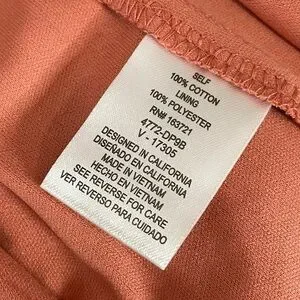 SELF
100% COTTON
LINING
100% POLYESTER
RN# 163721
4772-DP9B
V - 17305
DESIGNED IN CALIFORNIA
DISEÑADO EN CALIFORNIA
MADE IN VIETNAM
HECHO EN VIETNAM
SEE REVERSE FOR CARE
VER REVERSO PARA CUIDADO